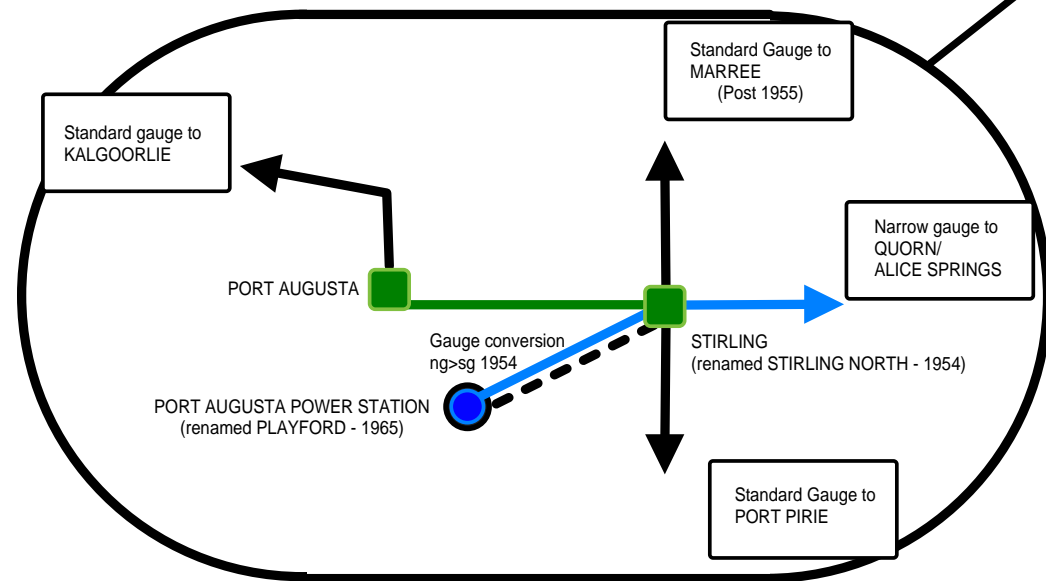 Standard Gauge to
MARREE
(Post 1955)
Standard gauge to
KALGOORLIE
Narrow gauge to
QUORN/
ALICE SPRINGS
PORT AUGUSTA
Gauge conversion
ng>sg 1954
STIRLING
(renamed STIRLING NORTH - 1954)
PORT AUGUSTA POWER STATION
(renamed PLAYFORD - 1965)
Standard Gauge to
PORT PIRIE